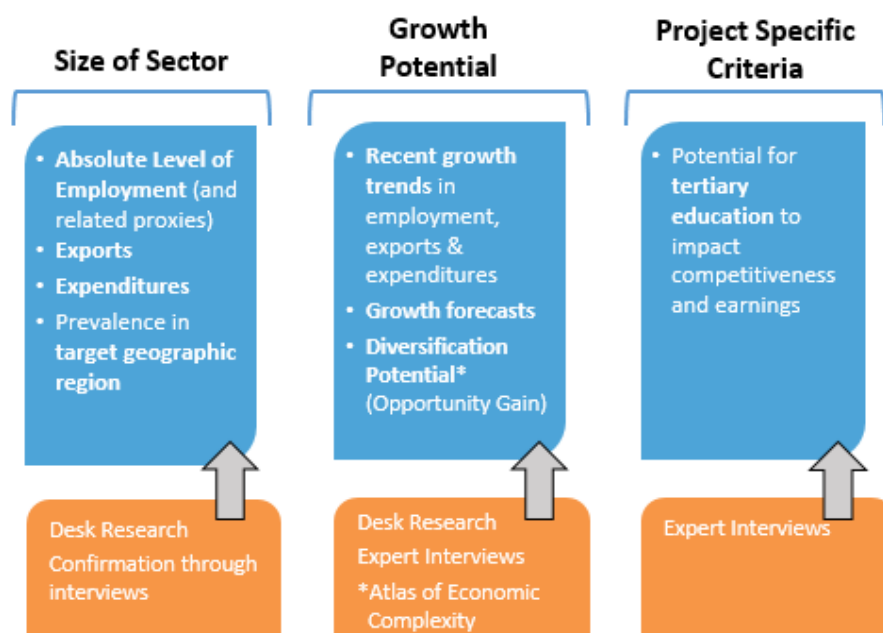 Size of Sector
• Absolute Level of
Employment (and
related proxies)
• Exports
• Expenditures
• Prevalence in
target geographic
region
Desk Research
Confirmation through
interviews
Growth
Potential
• Recent growth
trends in
employment,
exports &
expenditures
• Growth forecasts
• Diversification
Potential*
(Opportunity Gain)
Desk Research
Expert Interviews
*Atlas of Economic
Complexity
Project Specific
Criteria
• Potential for
tertiary
education to
impact
competitiveness
and earnings
Expert Interviews